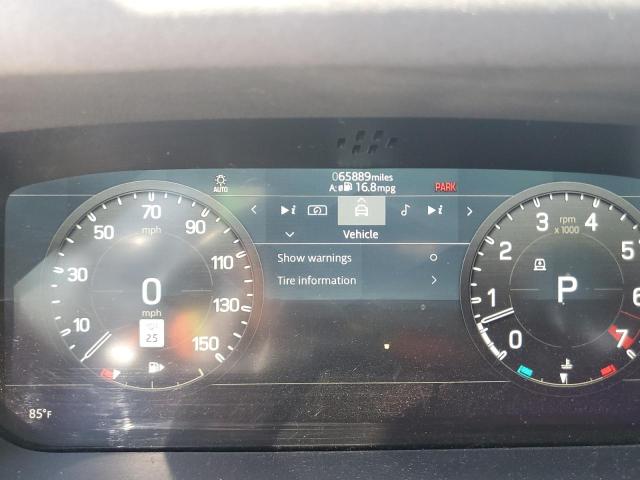 065889miles
A: ø 16.8mpg
PARK
AUTO
Vehicle
Show warnings
Tire information
10 30 50 70 90 110 130 150
mph
0
mph
25
0 1 2 3 4 5 6 7
rpm
x 1000
P
85°F